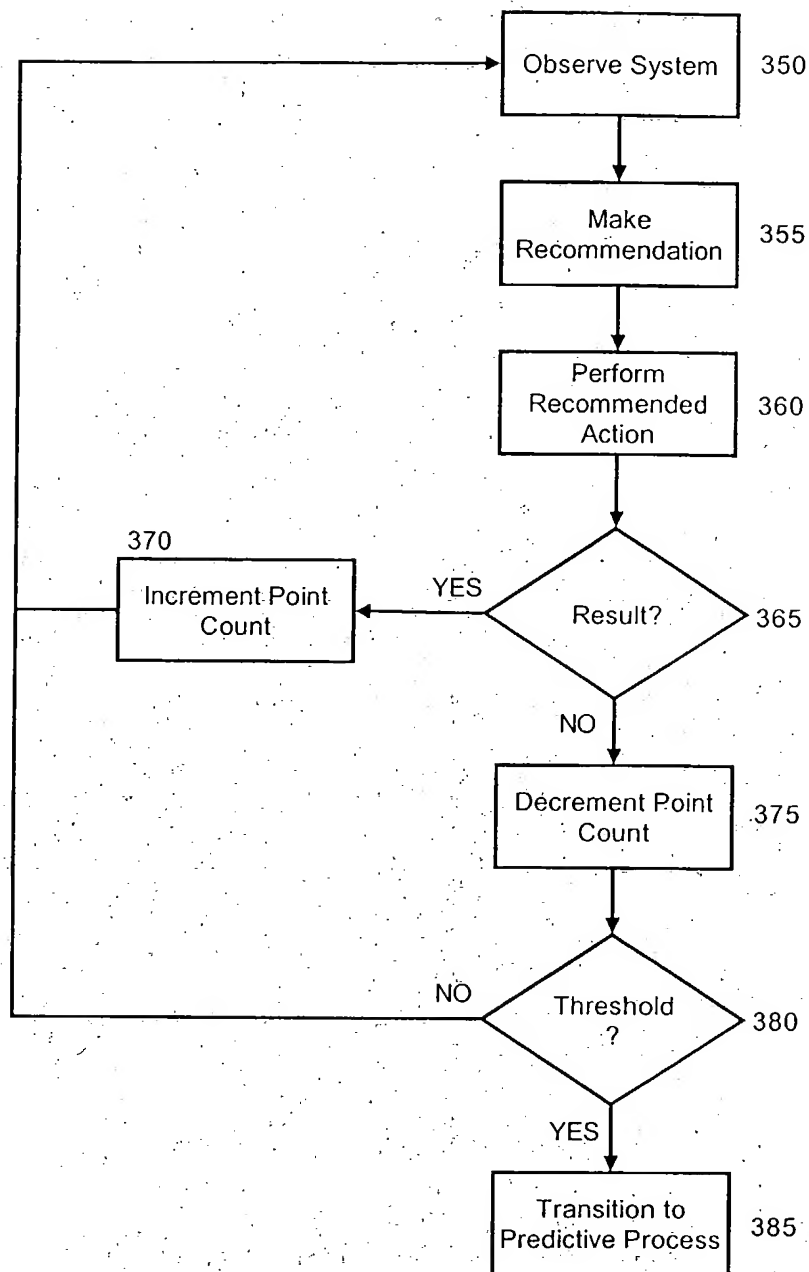 Observe System
350
Make
Recommendation
355
Perform
Recommended
Action
360
370
Increment Point
Count
YES
Result?
365
NO
Decrement Point
Count
375
NO
Threshold
?
380
YES
Transition to
Predictive Process
385